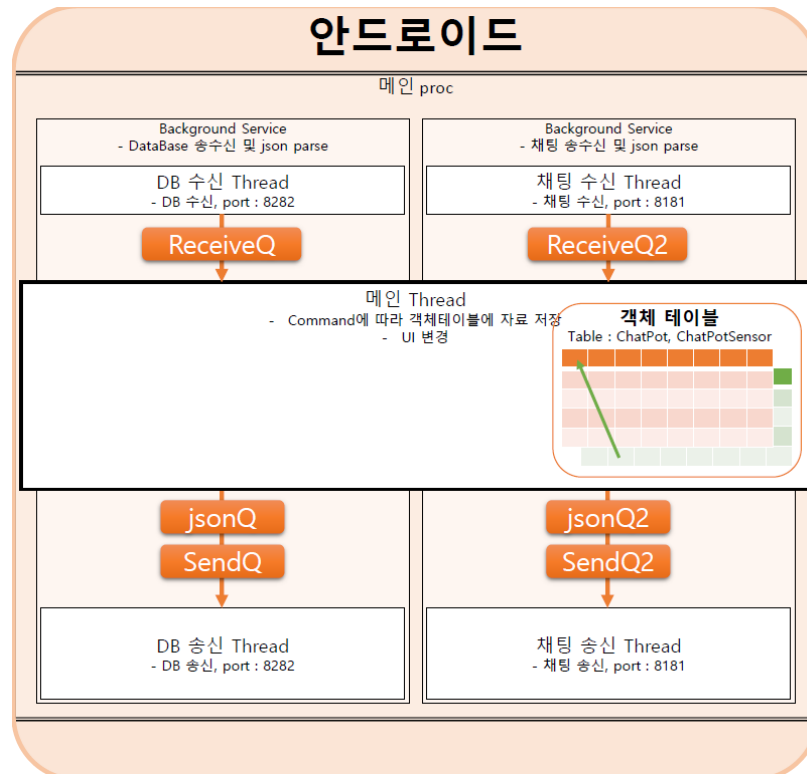 안드로이드
메인 proc
Background Service
- DataBase 송수신 및 json parse
DB 수신 Thread
- DB 수신, port : 8282
ReceiveQ
Background Service
- 채팅 송수신 및 json parse
채팅 수신 Thread
- 채팅 수신, port : 8181
ReceiveQ2
메인 Thread
- Command에 따라 객체테이블에 자료 저장
- UI 변경
객체 테이블
Table : ChatPot, ChatPotSensor
jsonQ
SendQ
DB 송신 Thread
- DB 송신, port : 8282
jsonQ2
SendQ2
채팅 송신 Thread
- 채팅 송신, port : 8181